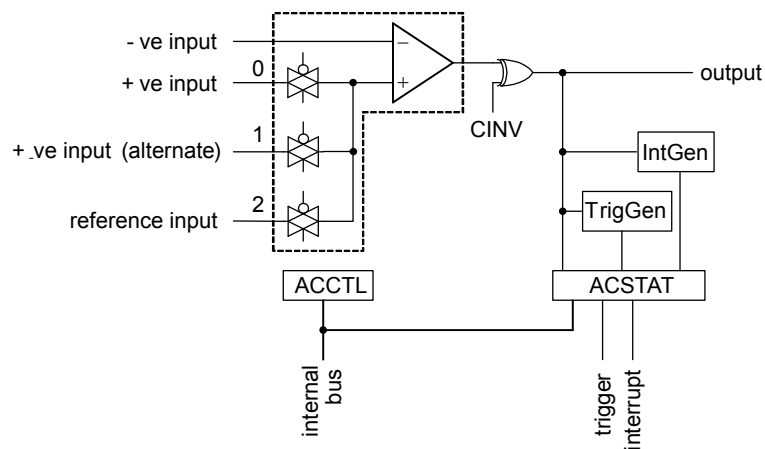 - ve input
0
+ ve input
1
+ -ve input (alternate)
2
reference input
−
+
CINV
output
IntGen
TrigGen
ACCTL
ACSTAT
internal
bus
trigger
interrupt